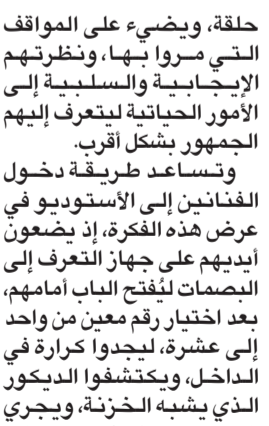 حلقة، ويضيء على المواقف
التي مروا بها، ونظرتهم
الإيجابية والسلبية إلى
الأمور الحياتية ليتعرف إليهم
الجمهور بشكل أقرب.
وتساعد طريقة دخول
الفنانين إلى الأستوديو في
عرض هذه الفكرة، إذ يضعون
أيديهم على جهاز التعرف إلى
البصمات ليُفتح الباب أمامهم،
بعد اختيار رقم معين من واحد
إلى عشرة، ليجدوا كرارة في
الداخل، ويكتشفوا الديكور
الذي يشبه الخزنة، ويجري